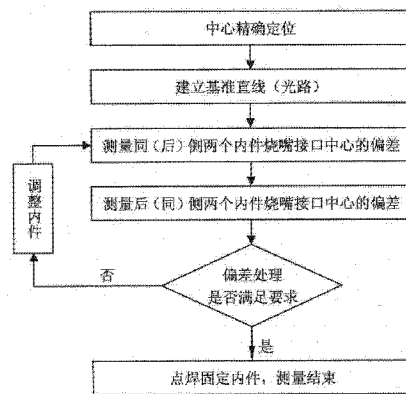 中心精确定位
建立基准直线（光路）
测量同（后）侧两个内件烧嘴接口中心的偏差
测量后（同）侧两个内件烧嘴接口中心的偏差
调整内件
否
偏差处理
是否满足要求
是
点焊固定内件，测量结束